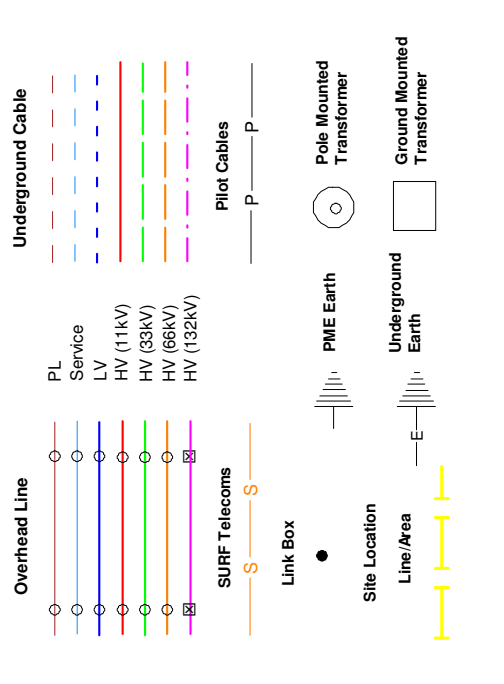 Overhead Line
Underground Cable
PL
Service
LV
HV (11kV)
HV (33kV)
HV (66kV)
HV (132kV)
SURF Telecoms
S
S
Pilot Cables
P
P
Link Box
PME Earth
Pole Mounted
Transformer
Site Location
Line/Area
E
Underground
Earth
Ground Mounted
Transformer